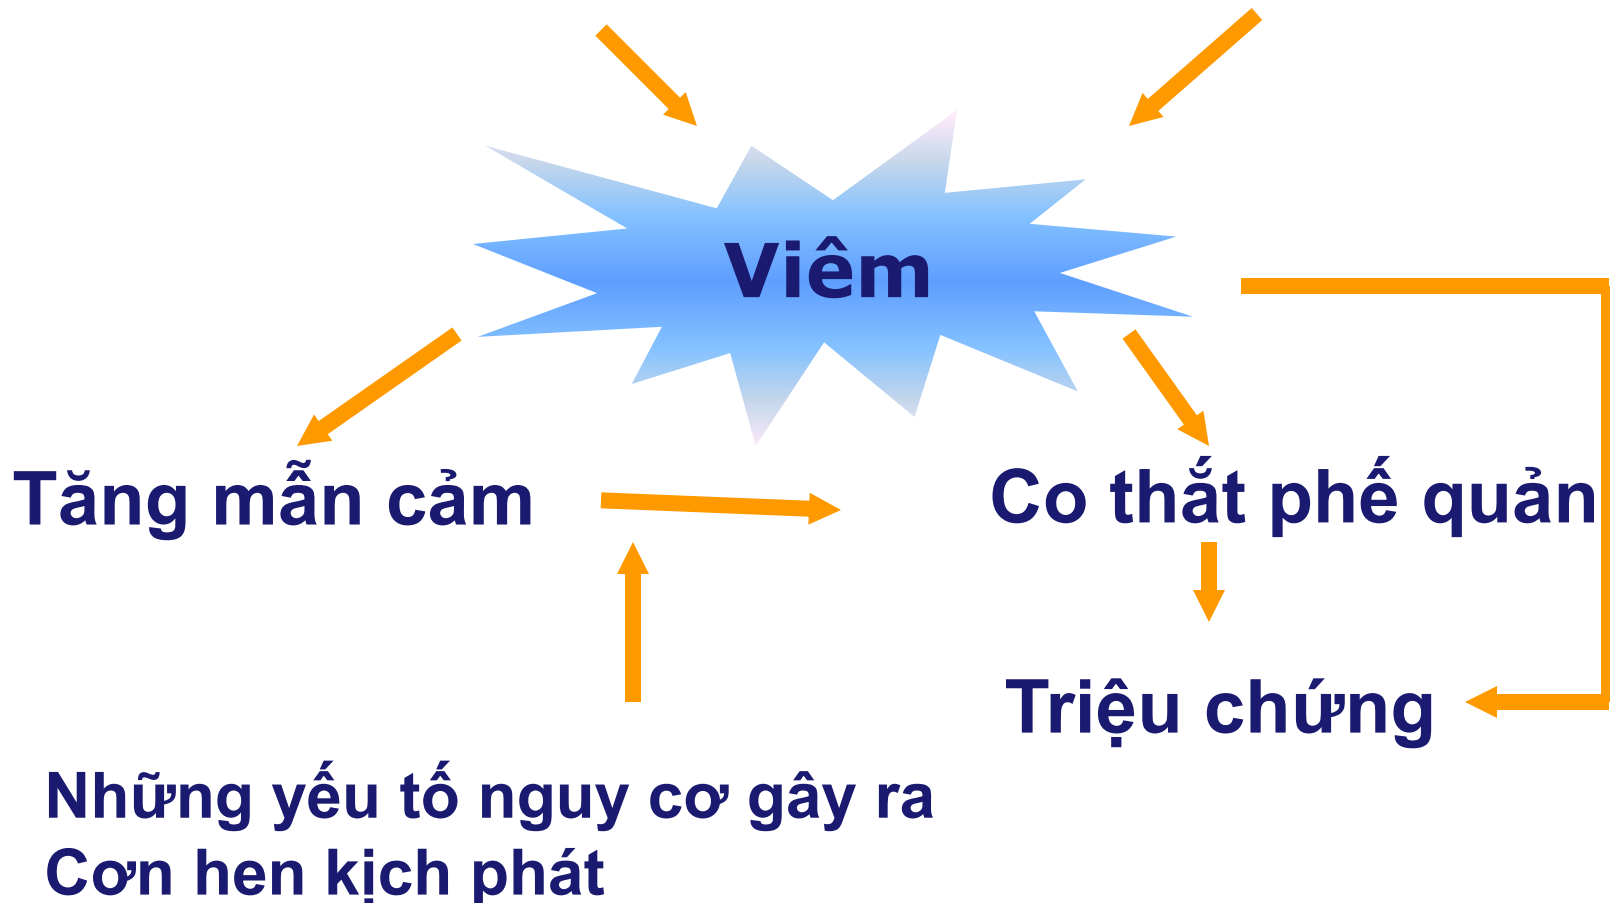 Viêm
Tăng mẫn cảm
Co thắt phế quản
Triệu chứng
Những yếu tố nguy cơ gây ra
Cơn hen kịch phát